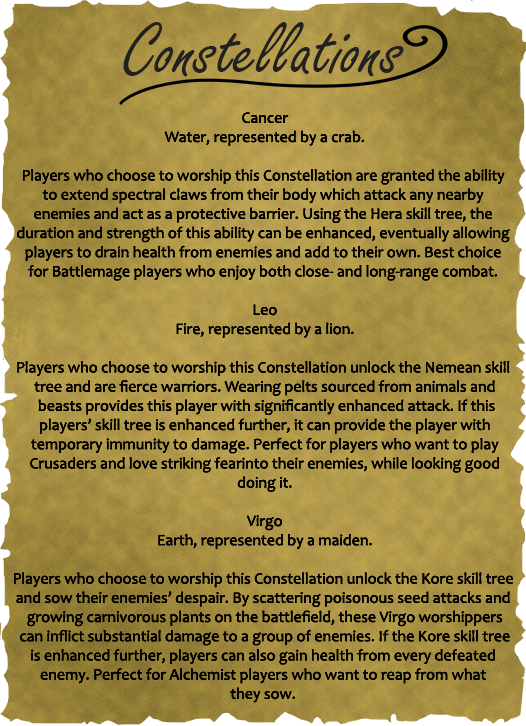 Constellations
Cancer
Water, represented by a crab.
Players who choose to worship this Constellation are granted the ability
to extend spectral claws from their body which attack any nearby
enemies and act as a protective barrier. Using the Hera skill tree, the
duration and strength of this ability can be enhanced, eventually allowing
players to drain health from enemies and add to their own. Best choice
for Battlemage players who enjoy both close- and long-range combat.
Leo
Fire, represented by a lion.
Players who choose to worship this Constellation unlock the Nemean skill
tree and are fierce warriors. Wearing pelts sourced from animals and
beasts provides this player with significantly enhanced attack. If this
players’ skill tree is enhanced further, it can provide the player with
temporary immunity to damage. Perfect for players who want to play
Crusaders and love striking fearinto their enemies, while looking good
doing it.
Virgo
Earth, represented by a maiden.
Players who choose to worship this Constellation unlock the Kore skill tree
and sow their enemies’ despair. By scattering poisonous seed attacks and
growing carnivorous plants on the battlefield, these Virgo worshippers
can inflict substantial damage to a group of enemies. If the Kore skill tree
is enhanced further, players can also gain health from every defeated
enemy. Perfect for Alchemist players who want to reap from what
they sow.